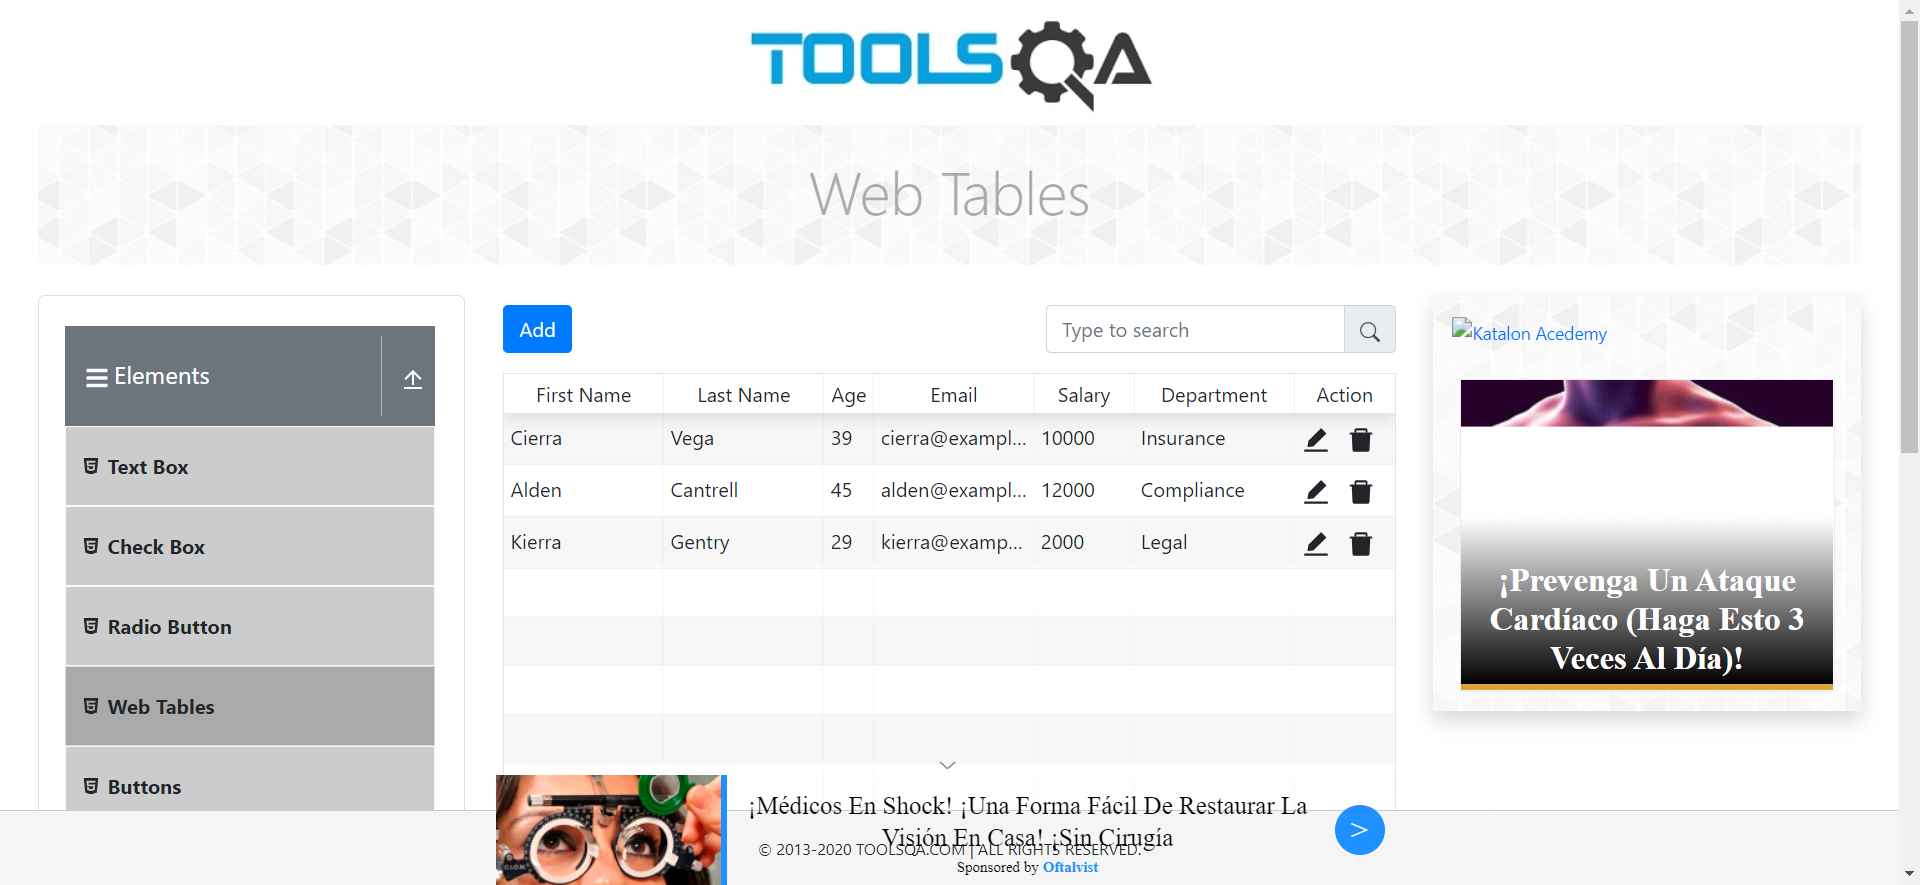 TOOLSQA
Web Tables
Elements
Text Box
Check Box
Radio Button
Web Tables
Buttons
Add
Type to search
First Name Last Name Age Email Salary Department Action
Cierra Vega 39 cierra@exampl... 10000 Insurance
Alden Cantrell 45 alden@exampl... 12000 Compliance
Kierra Gentry 29 kierra@examp... 2000 Legal
Katalon Acedemy
¡Prevenga Un Ataque
Cardíaco (Haga Esto 3
Veces Al Día)!
¡Médicos En Shock! ¡Una Forma Fácil De Restaurar La
Visión En Casa! ¡Sin Cirugía
© 2013-2020 TOOLSQA.COM | ALL RIGHTS RESERVED.
Sponsored by Oftalvist
>